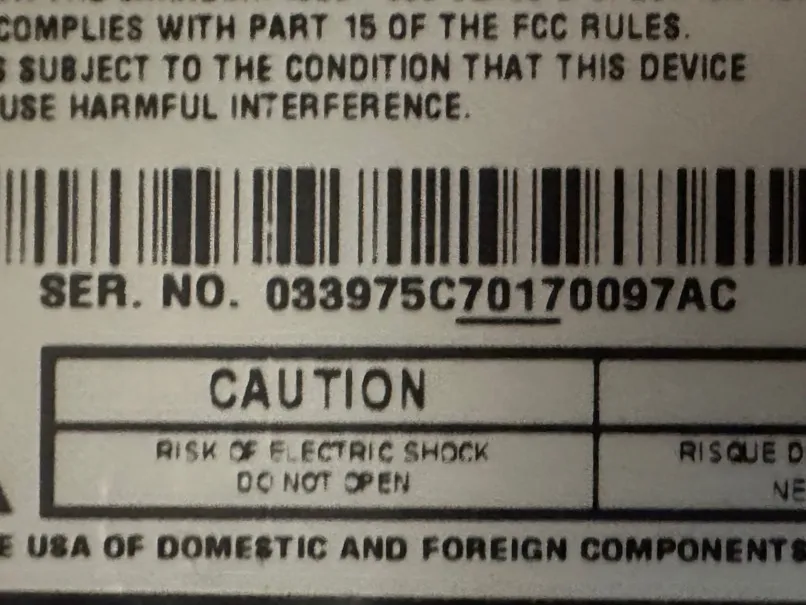 COMPLIES WITH PART 15 OF THE FCC RULES.
SUBJECT TO THE CONDITION THAT THIS DEVICE
USE HARMFUL INTERFERENCE.
SER. NO. 033975C70170097AC
CAUTION
RISK OF ELECTRIC SHOCK
DO NOT OPEN
RISQUE D
NE
E USA OF DOMESTIC AND FOREIGN COMPONENTS